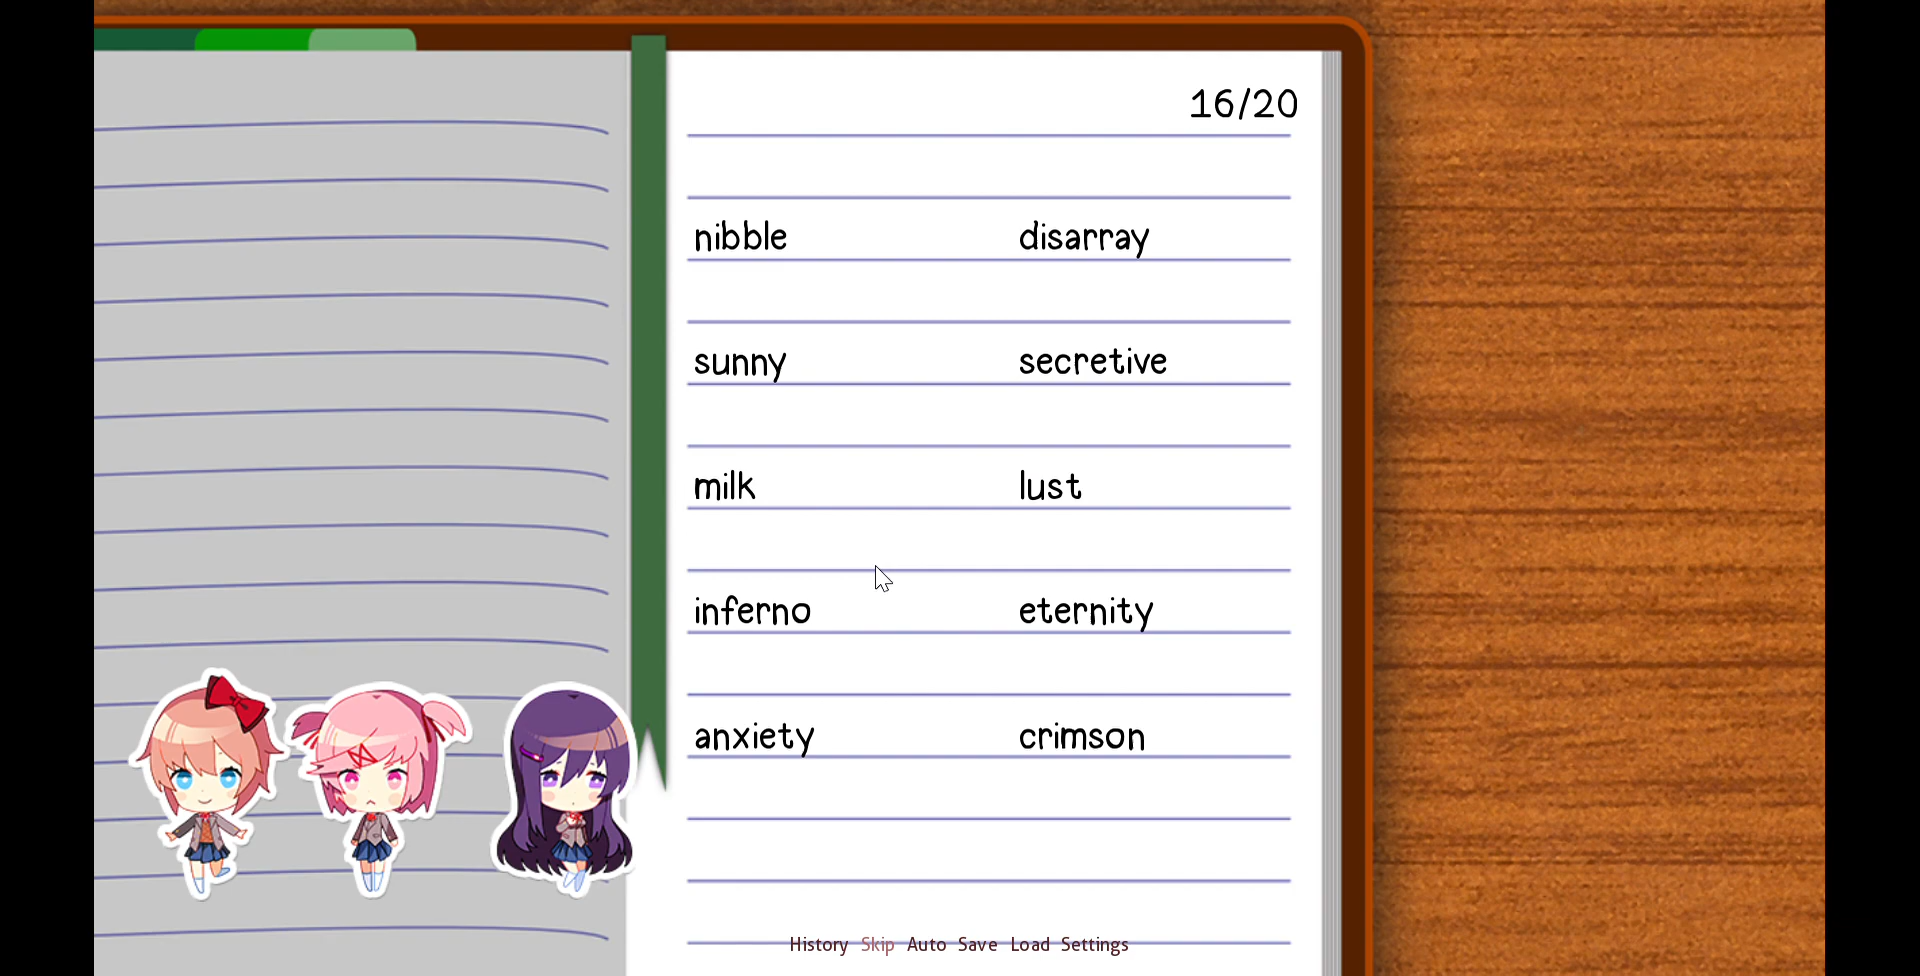 16/20
nibble disarray
sunny secretive
milk lust
inferno eternity
anxiety crimson
History Skip Auto Save Load Settings